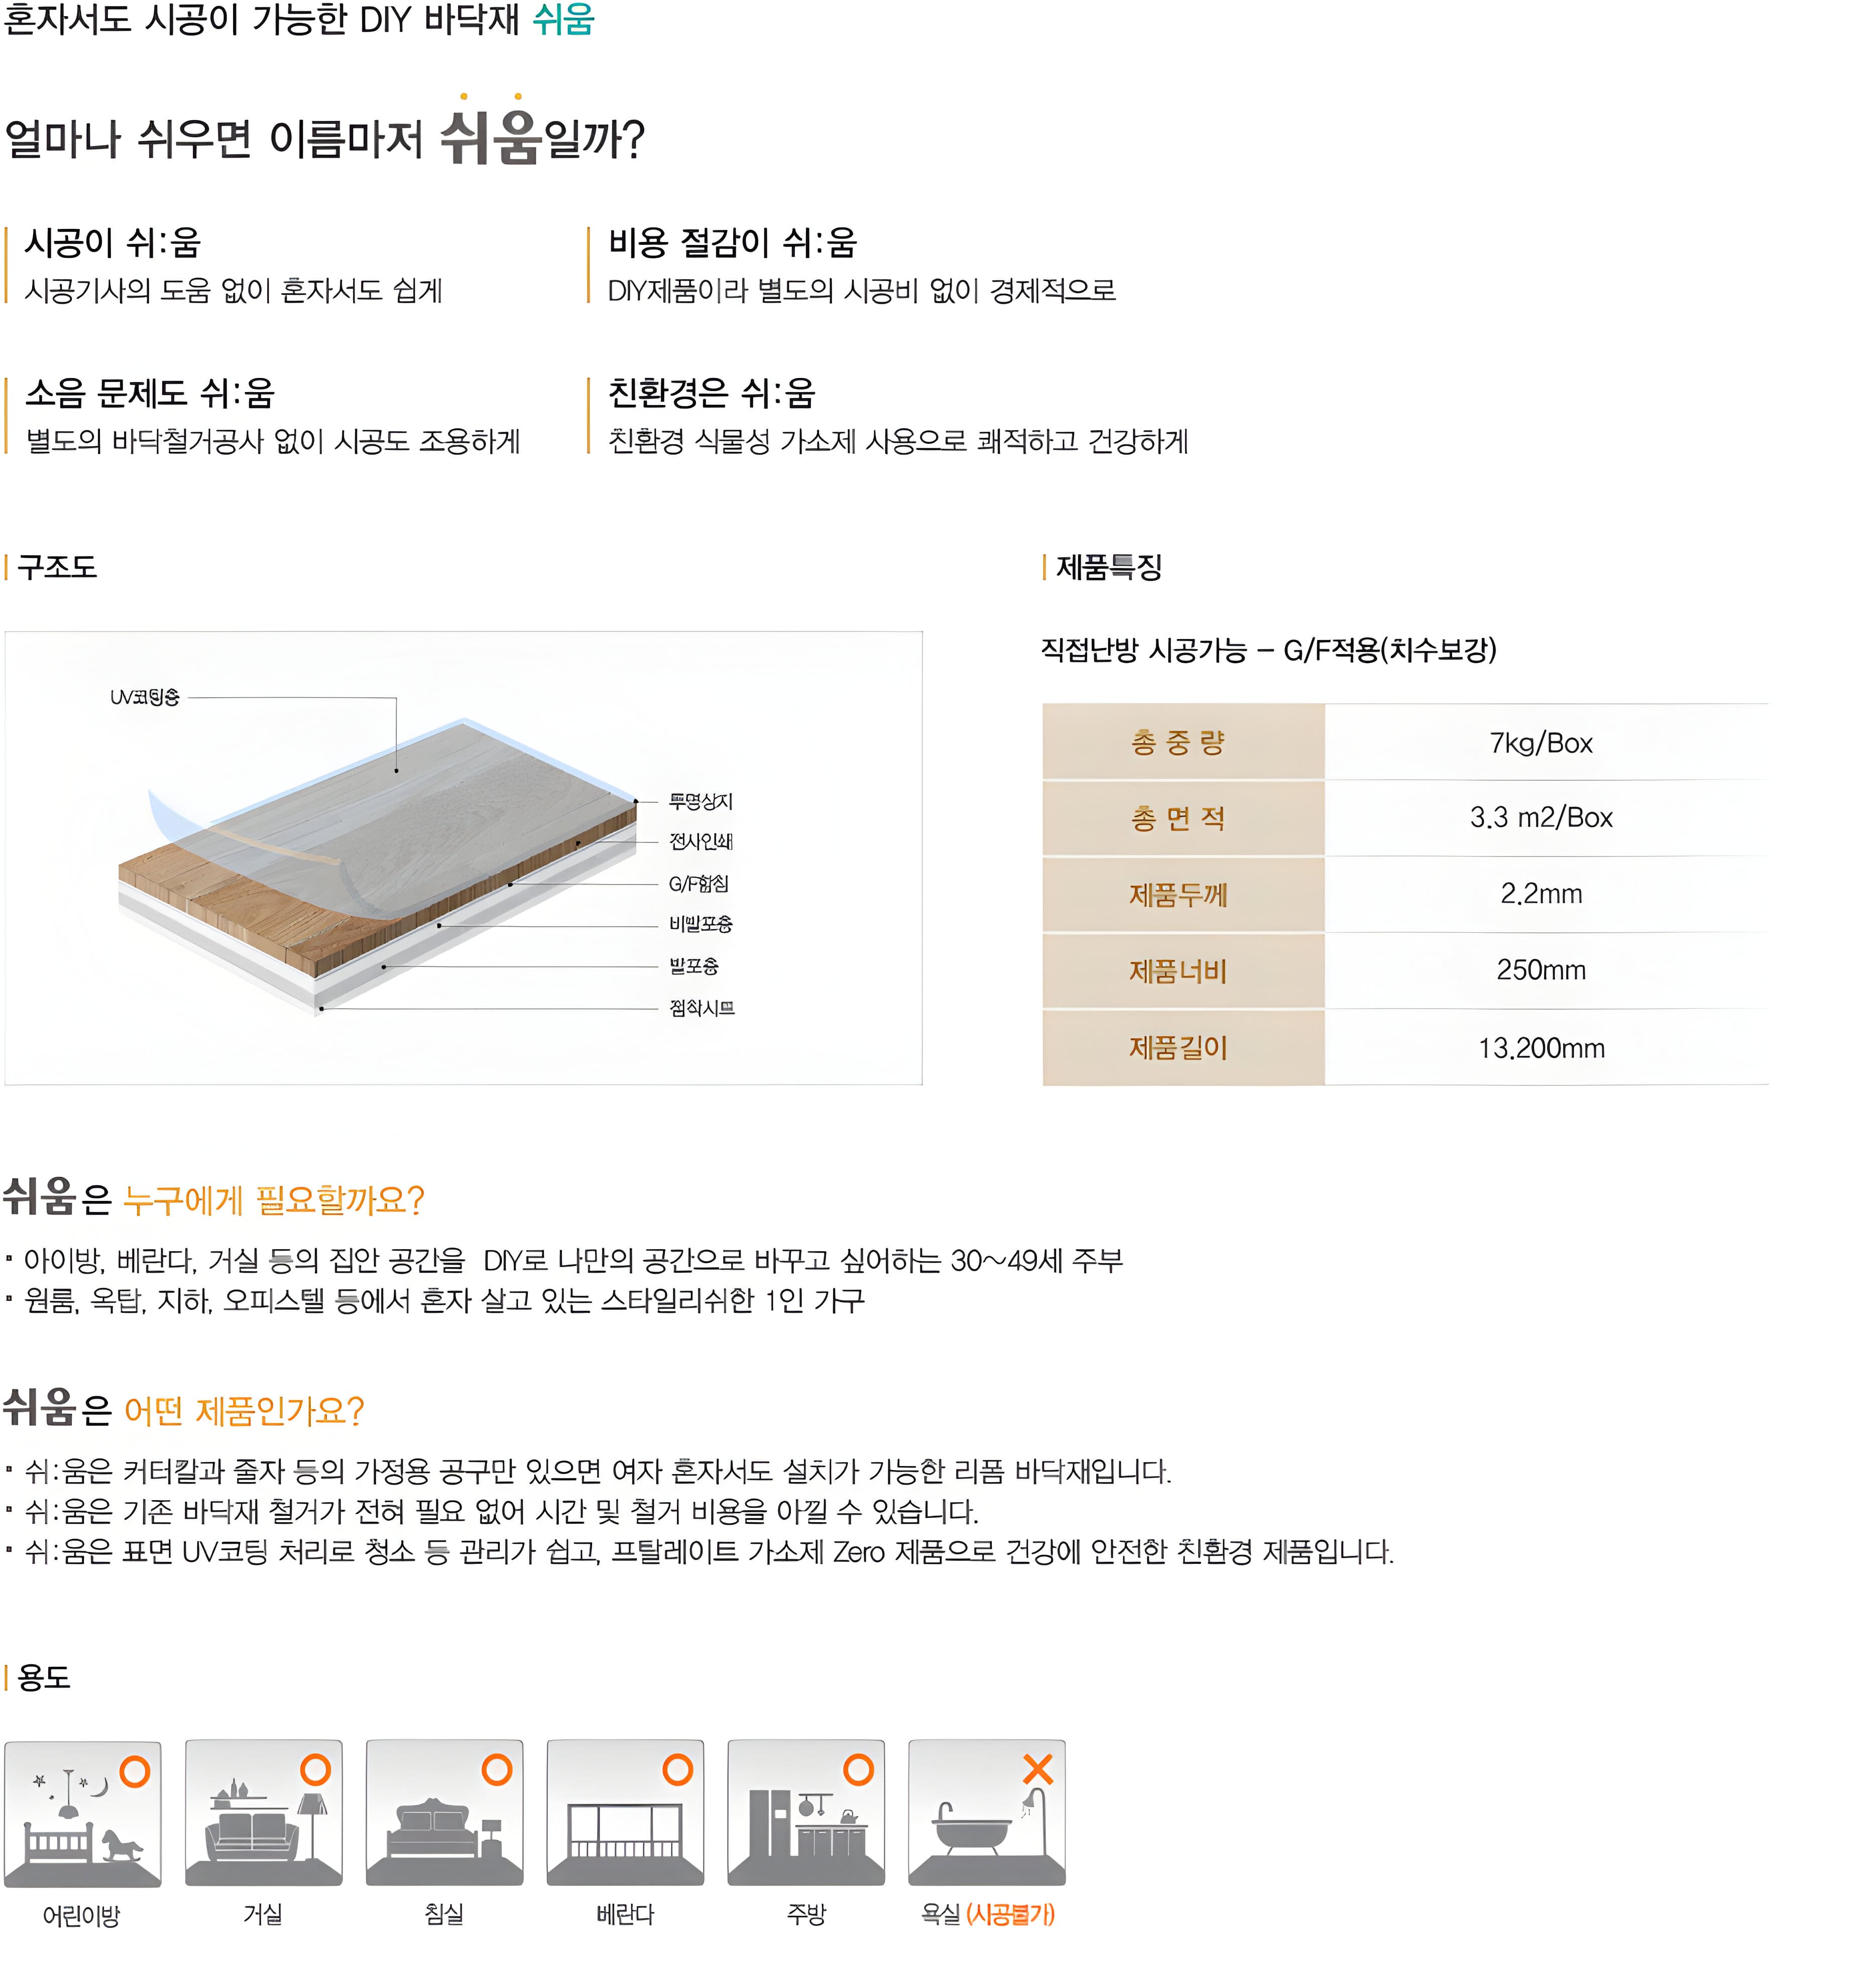 혼자서도 시공이 가능한 DIY 바닥재 쉬움
얼마나 쉬우면 이름마저 쉬움일까?
시공이 쉬:움
시공기사의 도움 없이 혼자서도 쉽게
비용 절감이 쉬:움
DIY제품이라 별도의 시공비 없이 경제적으로
소음 문제도 쉬:움
별도의 바닥철거공사 없이 시공도 조용하게
친환경은 쉬:움
친환경 식물성 가소제 사용으로 쾌적하고 건강하게
구조도
UV코팅층
투명상지
전사인쇄
G/F함침
비발포층
발포층
점착시트
제품특징
직접난방 시공가능 – G/F적용(치수보강)
총 중 량 7kg/Box
총 면 적 3.3 m2/Box
제품두께 2.2mm
제품너비 250mm
제품길이 13.200mm
쉬움은 누구에게 필요할까요?
▪ 아이방, 베란다, 거실 등의 집안 공간을 DIY로 나만의 공간으로 바꾸고 싶어하는 30~49세 주부
▪ 원룸, 옥탑, 지하, 오피스텔 등에서 혼자 살고 있는 스타일리쉬한 1인 가구
쉬움은 어떤 제품인가요?
▪ 쉬:움은 커터칼과 줄자 등의 가정용 공구만 있으면 여자 혼자서도 설치가 가능한 리폼 바닥재입니다.
▪ 쉬:움은 기존 바닥재 철거가 전혀 필요 없어 시간 및 철거 비용을 아낄 수 있습니다.
▪ 쉬:움은 표면 UV코팅 처리로 청소 등 관리가 쉽고, 프탈레이트 가소제 Zero 제품으로 건강에 안전한 친환경 제품입니다.
용도
어린이방
거실
침실
베란다
주방
욕실 (시공불가)